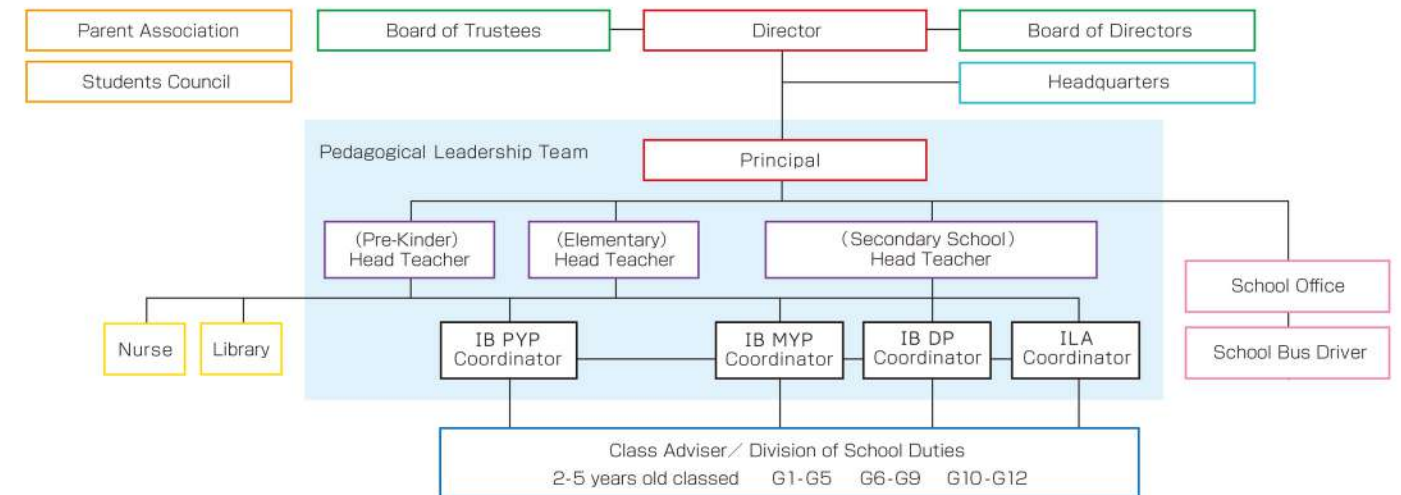 Parent Association
Board of Trustees
Director
Board of Directors
Students Council
Headquarters
Pedagogical Leadership Team
Principal
(Pre-Kinder)
Head Teacher
(Elementary)
Head Teacher
(Secondary School)
Head Teacher
School Office
Nurse
Library
IB PYP
Coordinator
IB MYP
Coordinator
IB DP
Coordinator
ILA
Coordinator
School Bus Driver
Class Adviser／ Division of School Duties
2-5 years old classed G1-G5 G6-G9 G10-G12